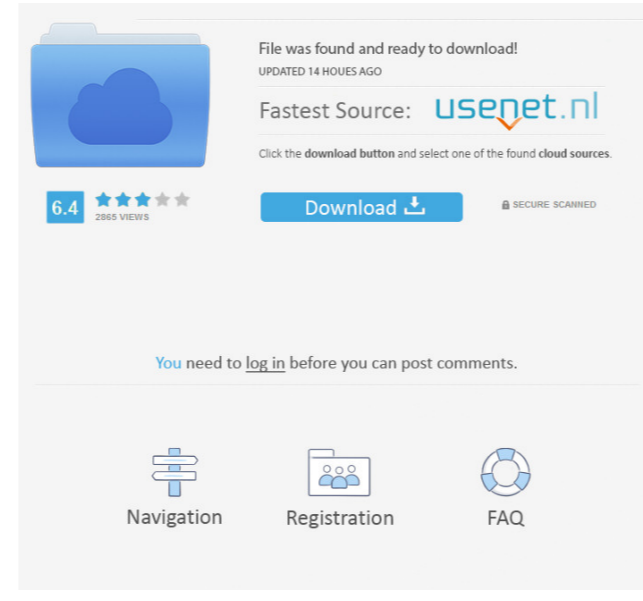 File was found and ready to download!
UPDATED 14 HOUES AGO
Fastest Source: usenet.nl
Click the download button and select one of the found cloud sources.
6.4
2865 VIEWS
Download
SECURE SCANNED
You need to log in before you can post comments.
Navigation
Registration
FAQ